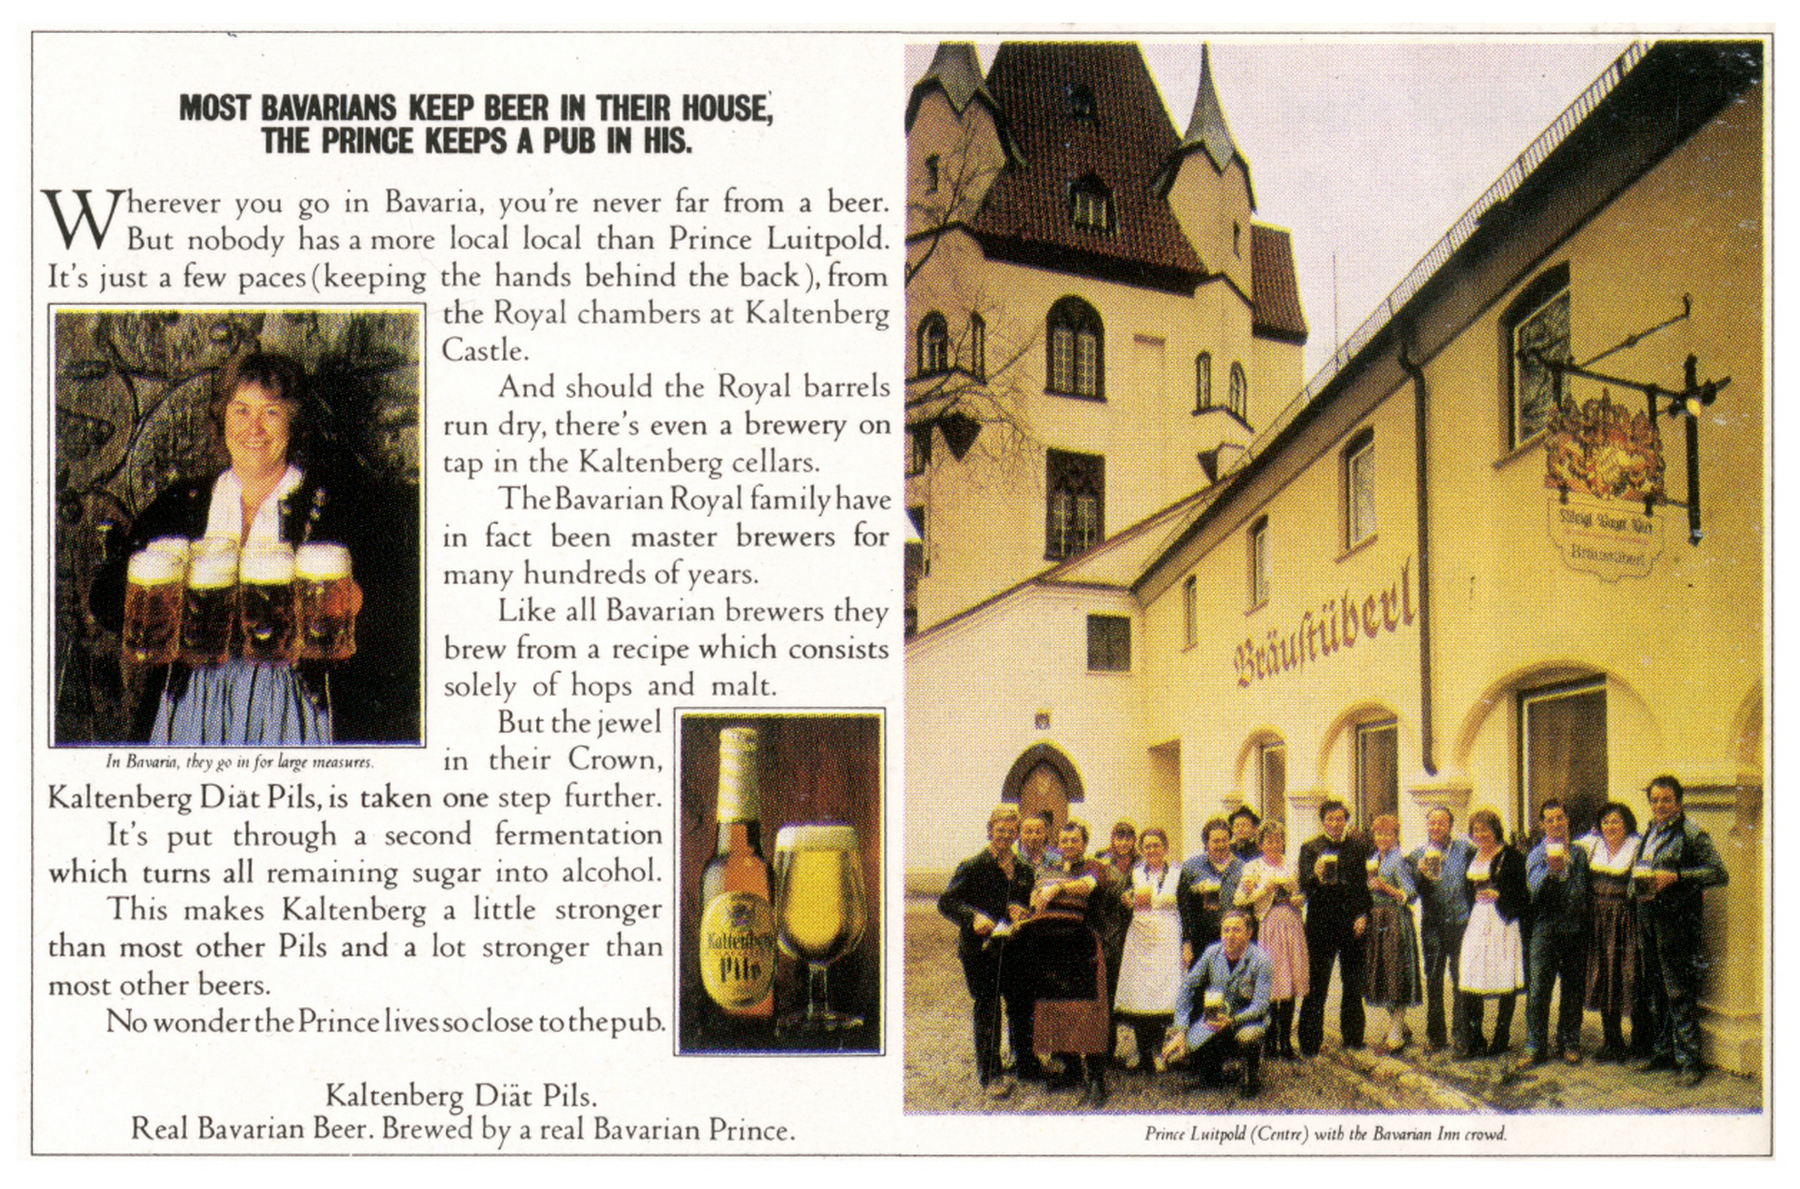 MOST BAVARIANS KEEP BEER IN THEIR HOUSE,
THE PRINCE KEEPS A PUB IN HIS.
Wherever you go in Bavaria, you're never far from a beer.
But nobody has a more local local than Prince Luitpold.
It's just a few paces (keeping the hands behind the back), from
the Royal chambers at Kaltenberg
Castle.
And should the Royal barrels
run dry, there's even a brewery on
tap in the Kaltenberg cellars.
The Bavarian Royal family have
in fact been master brewers for
many hundreds of years.
Like all Bavarian brewers they
brew from a recipe which consists
solely of hops and malt.
But the jewel
in their Crown,
Kaltenberg Diät Pils, is taken one step further.
It's put through a second fermentation
which turns all remaining sugar into alcohol.
This makes Kaltenberg a little stronger
than most other Pils and a lot stronger than
most other beers.
No wonder the Prince lives so close to the pub.
Kaltenberg Diät Pils.
Real Bavarian Beer. Brewed by a real Bavarian Prince.
In Bavaria, they go in for large measures.
Kaltenberg
Pils
Bräustüberl
Bräustüberl
Prince Luitpold (Centre) with the Bavarian Inn crowd.